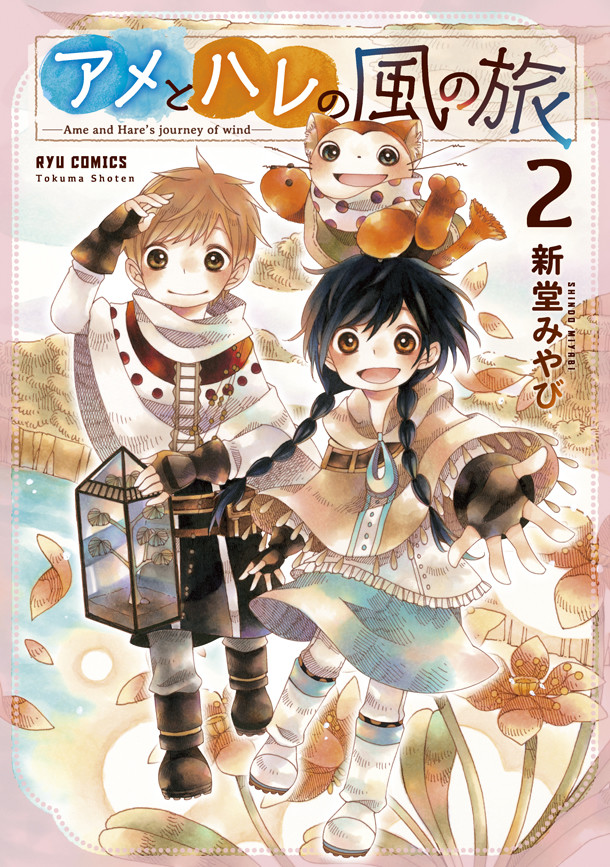 アメとハレの風の旅
Ame and Hare's journey of wind
RYU COMICS
Tokuma Shoten
2
新堂みやび
SHINDO MIYABI